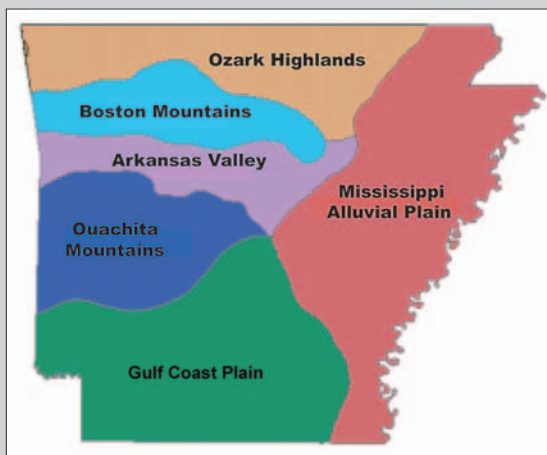 Ozark Highlands
Boston Mountains
Arkansas Valley
Mississippi
Alluvial Plain
Ouachita
Mountains
Gulf Coast Plain